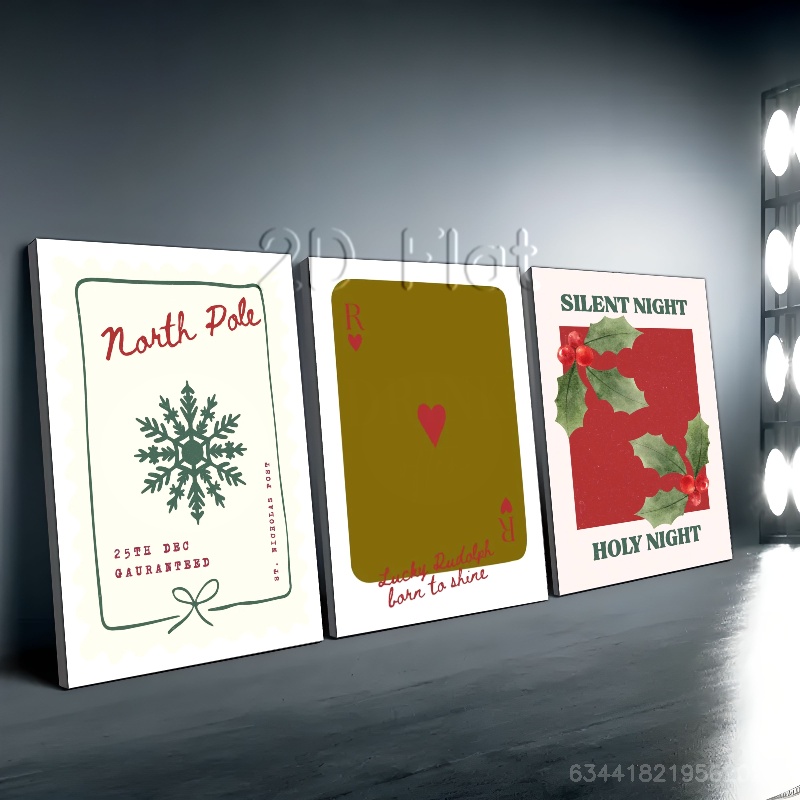 2D Flat
North Pole
25TH DEC
GAURANTEED
ST. NICHOLAS POST
R
Lucky Rudolph
born to shine
R
SILENT NIGHT
HOLY NIGHT